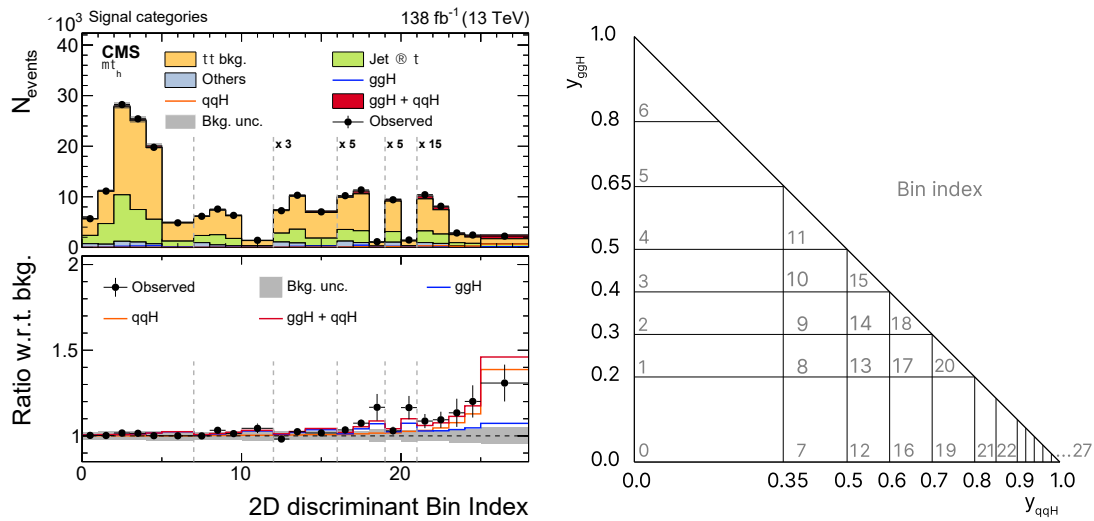 ´10³ Signal categories 138 fb⁻¹ (13 TeV)
CMS
mt_h
tt bkg. Jet ® t
Others ggH
qqH ggH + qqH
Bkg. unc. Observed
x 3 x 5 x 5 x 15
N_events
40
30
20
10
0
Ratio w.r.t. bkg.
2
1.5
1
Observed Bkg. unc. ggH
qqH ggH + qqH
0 10 20
2D discriminant Bin Index
y_ggH
1.0
0.8
0.65
0.5
0.4
0.3
0.2
0.0
Bin index
6
5
4 11
3 10 15
2 9 14 18
1 8 13 17 20
0 7 12 16 19 21 22 ...27
0.0 0.35 0.5 0.6 0.7 0.8 0.9 1.0
y_qqH